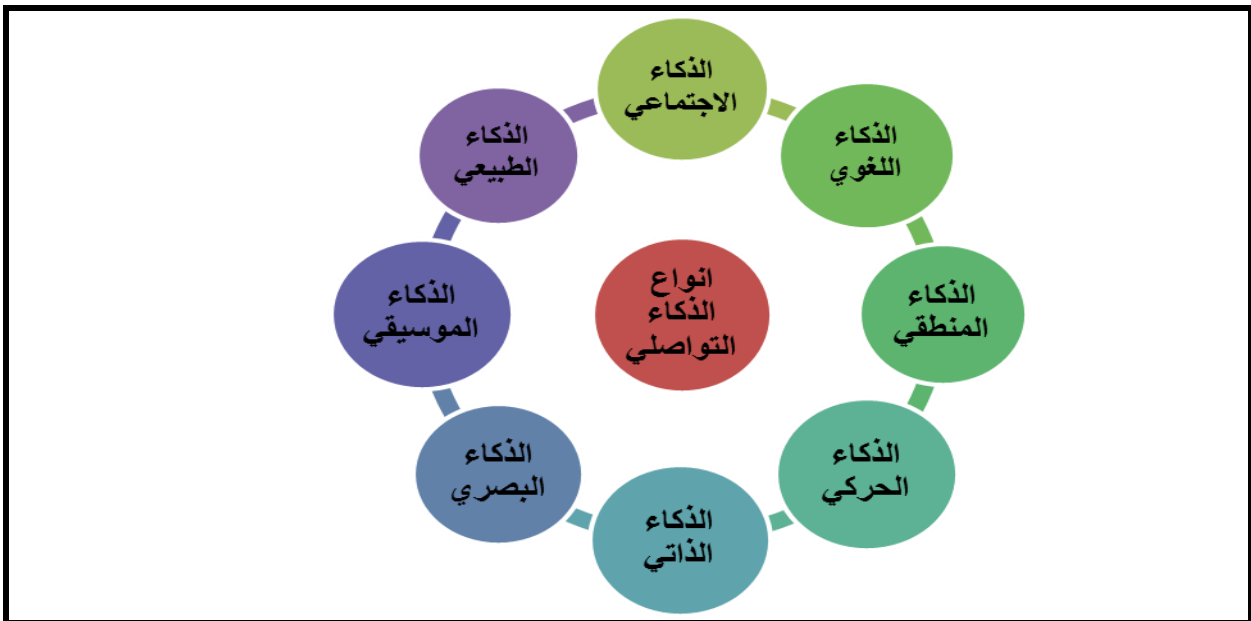 الذكاء
الاجتماعي
الذكاء
اللغوي
الذكاء
المنطقي
الذكاء
الحركي
الذكاء
الذاتي
الذكاء
البصري
الذكاء
الموسيقي
الذكاء
الطبيعي
انواع
الذكاء
التواصلي